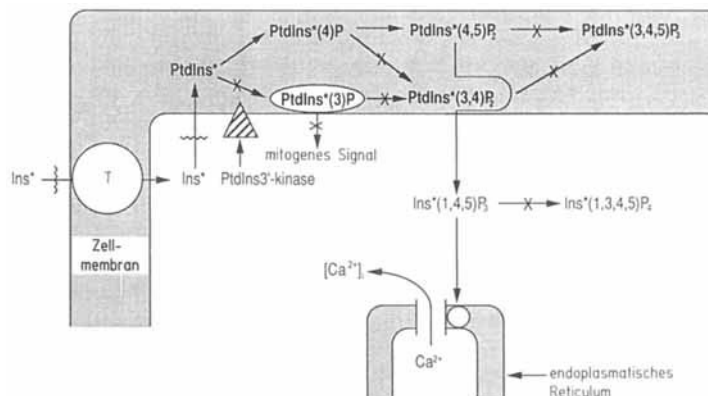 PtdIns*(4)P
PtdIns*(4,5)P₂
PtdIns*(3,4,5)P₃
PtdIns*
PtdIns*(3)P
PtdIns*(3,4)P₂
mitogenes Signal
Ins*
T
Ins*
PtdIns3'-kinase
Ins*(1,4,5)P₃
Ins*(1,3,4,5)P₄
Zell-
membran
[Ca²⁺]ᵢ
Ca²⁺
endoplasmatisches
Reticulum